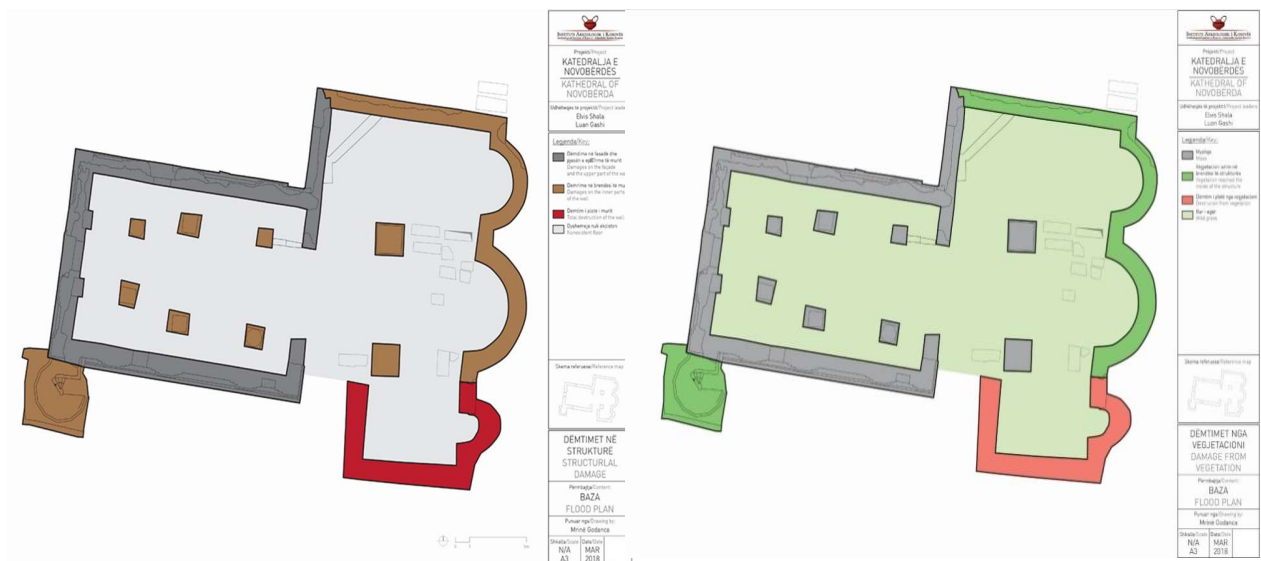 INSTITUTI ARKEOLOGJIK I KOSOVËS
Projekti/Project
KATEDRALJA E
NOVOBËRDËS
KATHEDRAL OF
NOVOBËRDA
Udhëheqës të projektit/Project leaders
Elvis Shala
Luan Gashi
Legjenda/Key:
Dëmtime në fasadë dhe
pjesën e
të murit
Damages on the façade
and the upper part of the
Dëmtime në brendësi të
Damages on the inner parts
of the wall
Dëmtim i plotë i murit
Total destruction of the wall
Dyshemeja nuk ekziston
Nonexistent floor
Skema referuese/Reference map
DËMTIMET NË
STRUKTURË
STRUCTURLAL
DAMAGE
Përmbajtja/Content:
BAZA
FLOOD PLAN
Punuar nga/Drawing by:
Mrinë Godanca
Shkalla/Scale
Data/Date
N/A
MAR
A3
2018
INSTITUTI ARKEOLOGJIK I KOSOVËS
Projekti/Project
KATEDRALJA E
NOVOBËRDËS
KATHEDRAL OF
NOVOBËRDA
Udhëheqës të projektit/Project leaders
Elvis Shala
Luan Gashi
Legjenda/Key:
Myshqe
Moss
Vegjetacioni
në
brendësi të strukturës
Vegetation reached the
inside of the structure
Dëmtim i plotë nga vegjetacioni
from vegetation
Bar i egër
Wild grass
Skema referuese/Reference map
DËMTIMET NGA
VEGJETACIONI
DAMAGE FROM
VEGETATION
Përmbajtja/Content:
BAZA
FLOOD PLAN
Punuar nga/Drawing by:
Mrinë Godanca
Shkalla/Scale
Data/Date
N/A
MAR
A3
2018